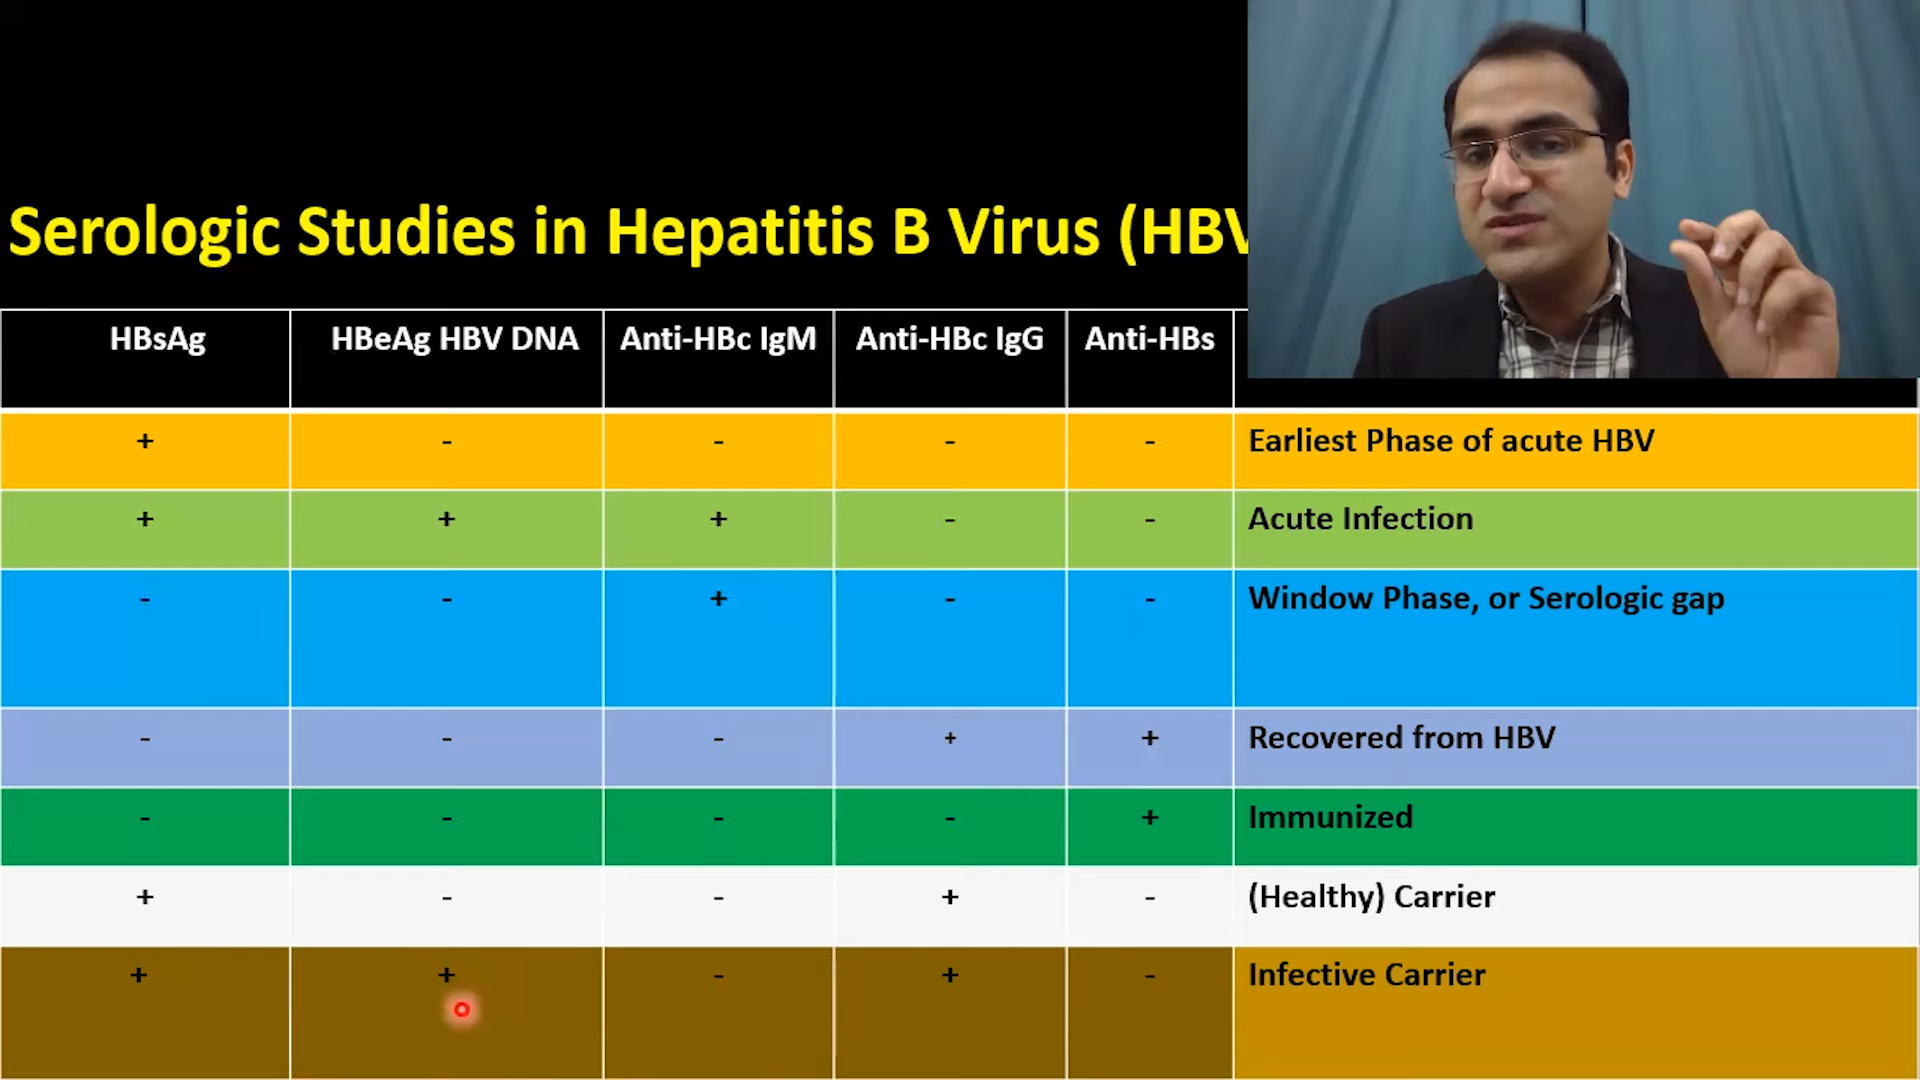 Serologic Studies in Hepatitis B Virus (HBV
HBsAg HBeAg HBV DNA Anti-HBc IgM Anti-HBc IgG Anti-HBs
+ - - - - Earliest Phase of acute HBV
+ + + - - Acute Infection
- - + - - Window Phase, or Serologic gap
- - - + + Recovered from HBV
- - - - + Immunized
+ - - + - (Healthy) Carrier
+ + - + - Infective Carrier